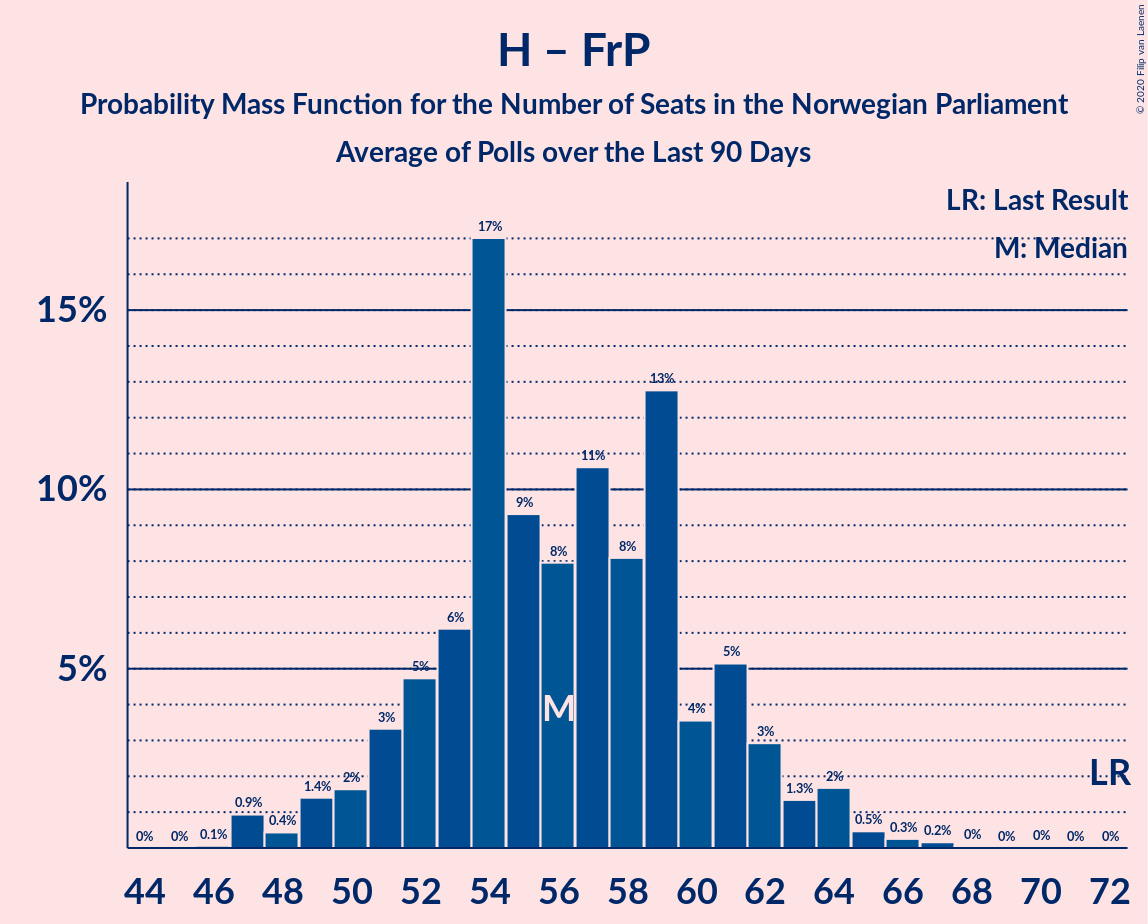 H – FrP
Probability Mass Function for the Number of Seats in the Norwegian Parliament
Average of Polls over the Last 90 Days
© 2020 Filip van Laenen
LR: Last Result
M: Median
15%
10%
5%
0% 0% 0.1% 0.9% 0.4% 1.4% 2% 3% 5% 6% 17% 9% 8% 11% 8% 13% 4% 5% 3% 1.3% 2% 0.5% 0.3% 0.2% 0% 0% 0% 0% 0%
M
LR
44 46 48 50 52 54 56 58 60 62 64 66 68 70 72